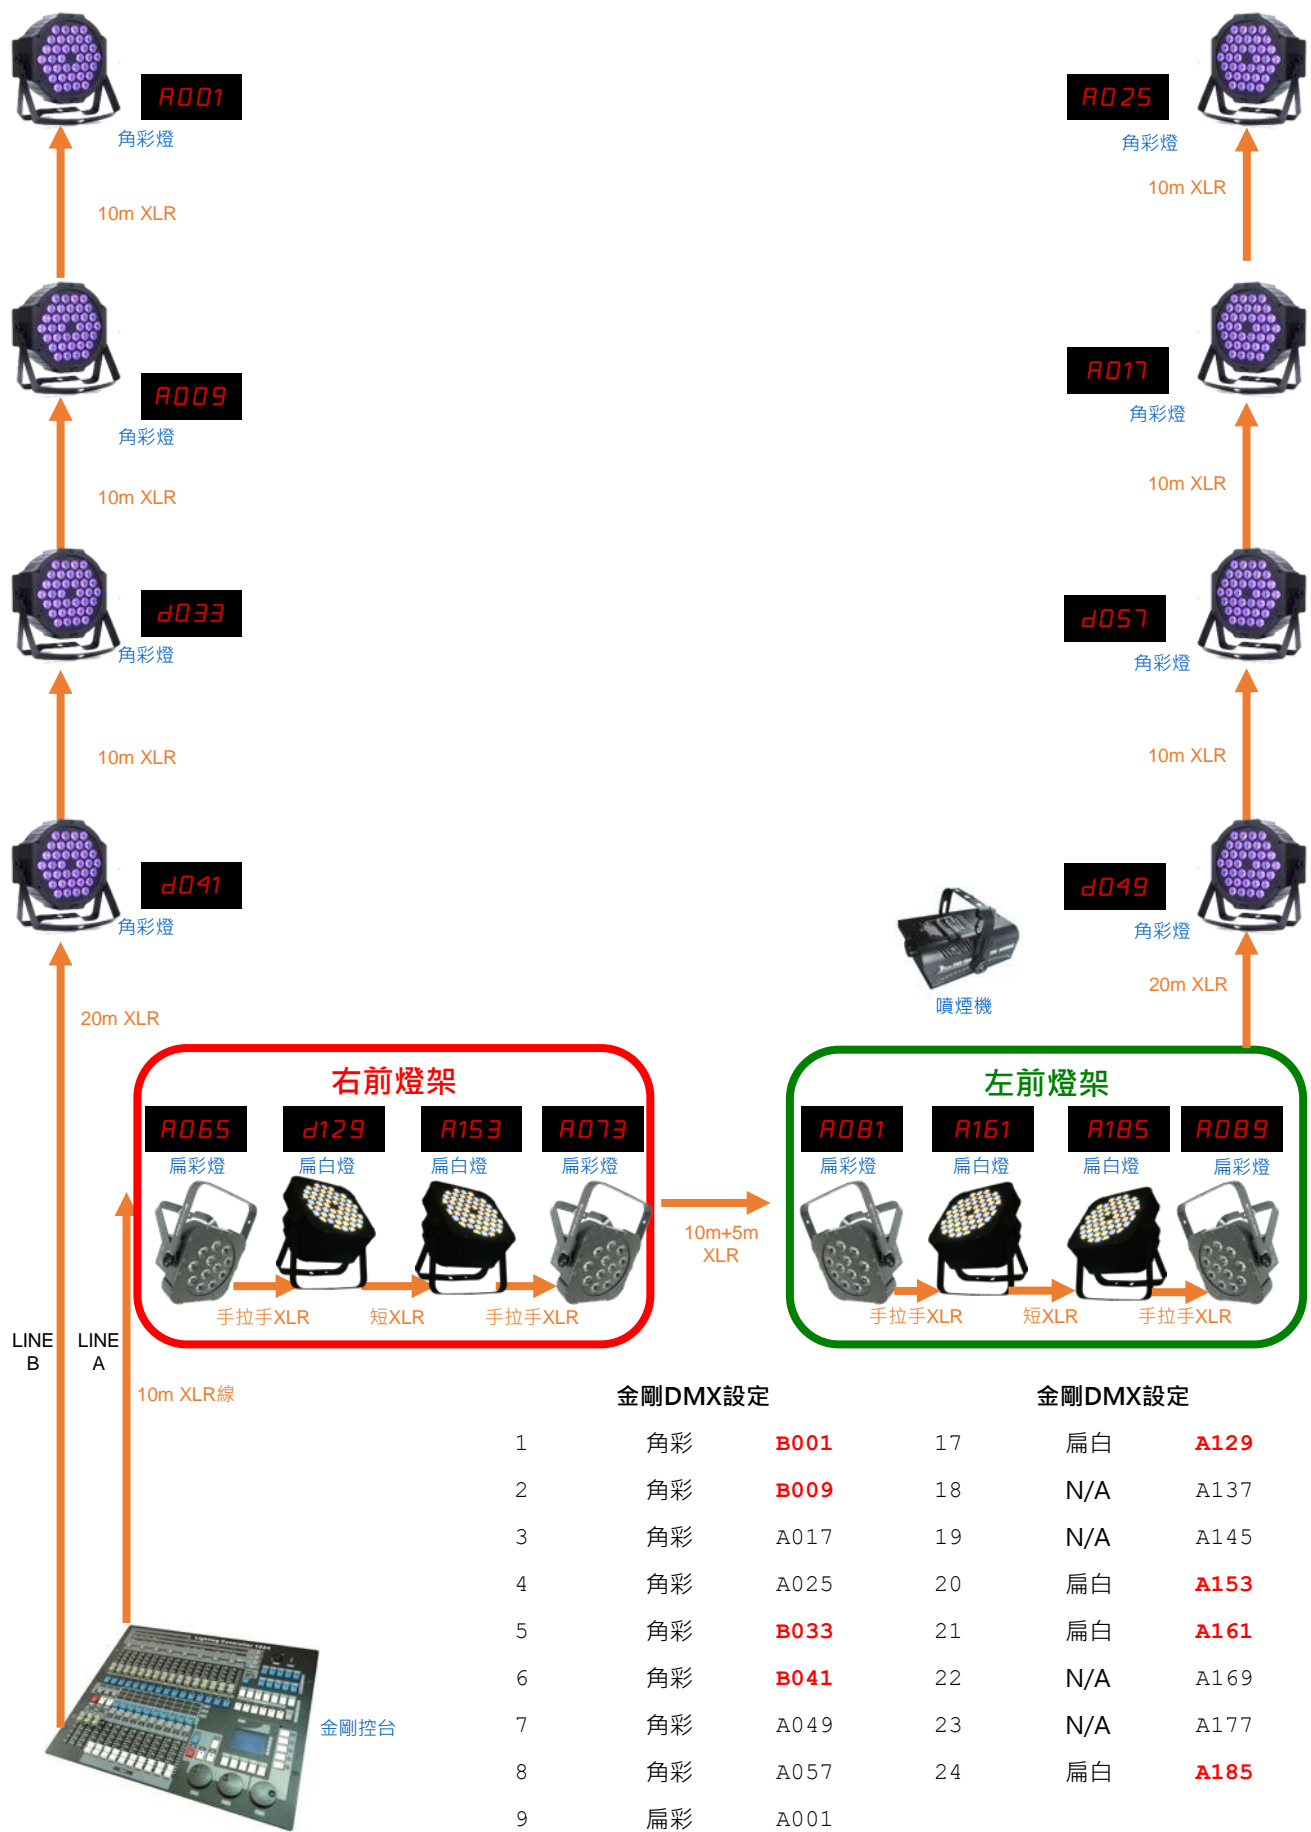 A001
角彩燈
A025
角彩燈
10m XLR
10m XLR
A009
角彩燈
A017
角彩燈
10m XLR
10m XLR
d033
角彩燈
d057
角彩燈
10m XLR
10m XLR
d041
角彩燈
d049
角彩燈
噴煙機
20m XLR
20m XLR
右前燈架
A065
d129
A153
A073
扁彩燈
扁白燈
扁白燈
扁彩燈
手拉手XLR
短XLR
手拉手XLR
10m+5m
XLR
左前燈架
A081
A161
A185
A089
扁彩燈
扁白燈
扁白燈
扁彩燈
手拉手XLR
短XLR
手拉手XLR
LINE
B
LINE
A
10m XLR線
金剛控台
Lighting Controller 1024
金剛DMX設定
1 角彩 B001
2 角彩 B009
3 角彩 A017
4 角彩 A025
5 角彩 B033
6 角彩 B041
7 角彩 A049
8 角彩 A057
9 扁彩 A001
金剛DMX設定
17 扁白 A129
18 N/A A137
19 N/A A145
20 扁白 A153
21 扁白 A161
22 N/A A169
23 N/A A177
24 扁白 A185